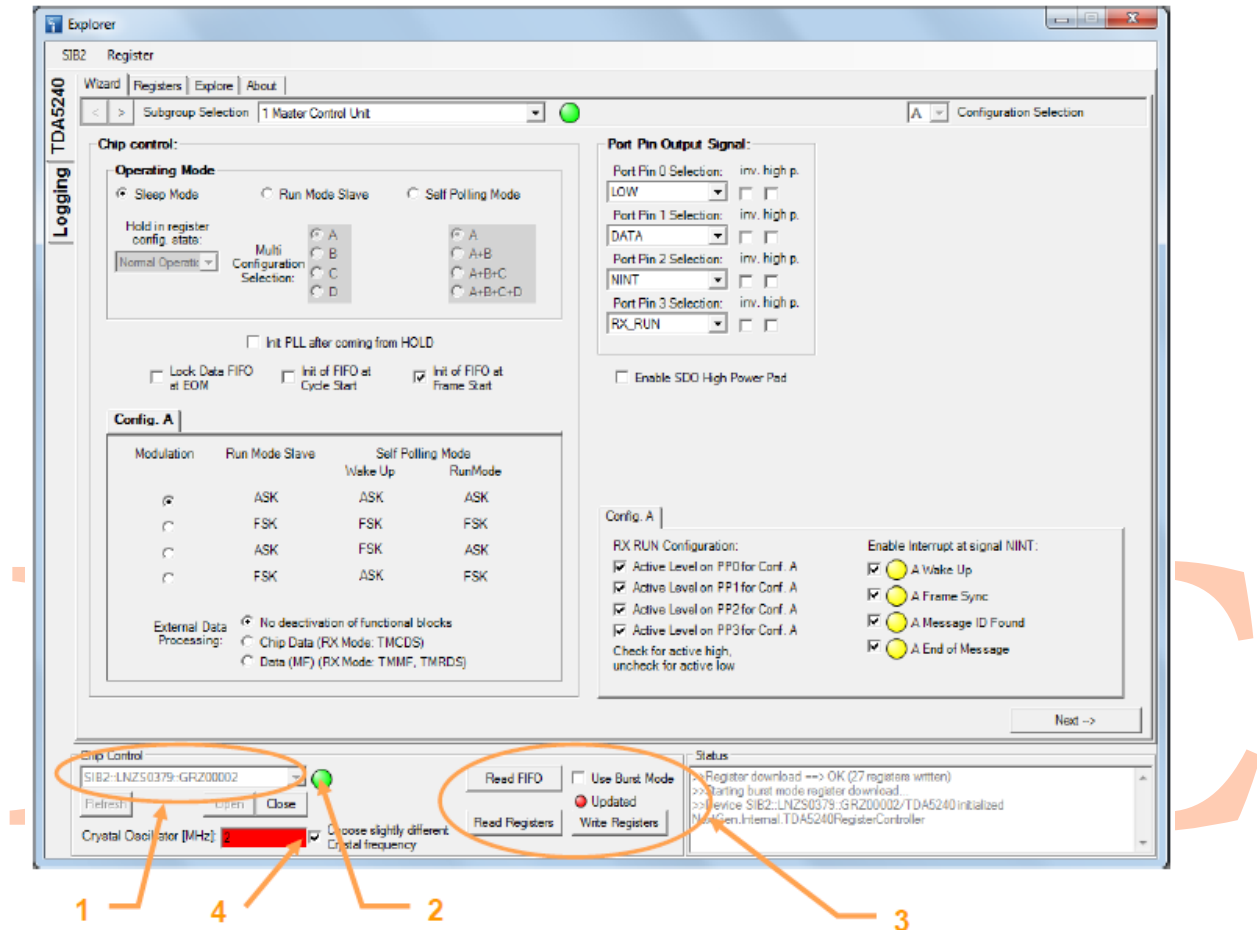 Explorer
SIB2 Register
TDA5240
Logging
Wizard Registers Explore About
< > Subgroup Selection 1 Master Control Unit A Configuration Selection
Chip control:
Operating Mode
Sleep Mode Run Mode Slave Self Polling Mode
Hold in register
config. state:
Normal Operatic
Multi
Configuration
Selection:
A
B
C
D
A
A+B
A+B+C
A+B+C+D
Init PLL after coming from HOLD
Lock Data FIFO
at EOM
Init of FIFO at
Cycle Start
Init of FIFO at
Frame Start
Config. A
Modulation Run Mode Slave Self Polling Mode
Wake Up RunMode
ASK ASK ASK
FSK FSK FSK
ASK FSK ASK
FSK ASK FSK
External Data
Processing:
No deactivation of functional blocks
Chip Data (RX Mode: TMCDS)
Data (MF) (RX Mode: TMMF, TMRDS)
Port Pin Output Signal:
Port Pin 0 Selection: inv. high p.
LOW
Port Pin 1 Selection: inv. high p.
DATA
Port Pin 2 Selection: inv. high p.
NINT
Port Pin 3 Selection: inv. high p.
RX_RUN
Enable SDO High Power Pad
Config. A
RX RUN Configuration:
Active Level on PP0 for Conf. A
Active Level on PP1 for Conf. A
Active Level on PP2 for Conf. A
Active Level on PP3 for Conf. A
Check for active high,
uncheck for active low
Enable Interrupt at signal NINT:
A Wake Up
A Frame Sync
A Message ID Found
A End of Message
Next -->
Chip Control
SIB2::LNZS0379::GRZ00002
Refresh Open Close
Crystal Oscillator [MHz]: 2
Choose slightly different
Crystal frequency
Read FIFO Use Burst Mode
Updated
Read Registers Write Registers
Status
>>Register download ==> OK (27 registers written)
>>Starting burst mode register download...
>>Device SIB2::LNZS0379::GRZ00002/TDA5240 initialized
NextGen.Internal.TDA5240RegisterController
1 4 2 3